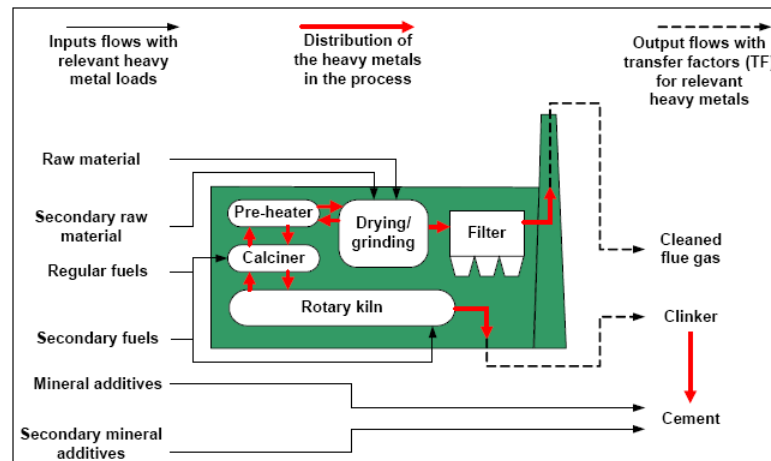 Inputs flows with
relevant heavy
metal loads
Distribution of
the heavy metals
in the process
Output flows with
transfer factors (TF)
for relevant
heavy metals
Raw material
Secondary raw
material
Regular fuels
Secondary fuels
Mineral additives
Secondary mineral
additives
Pre-heater
Calciner
Drying/
grinding
Filter
Rotary kiln
Cleaned
flue gas
Clinker
Cement